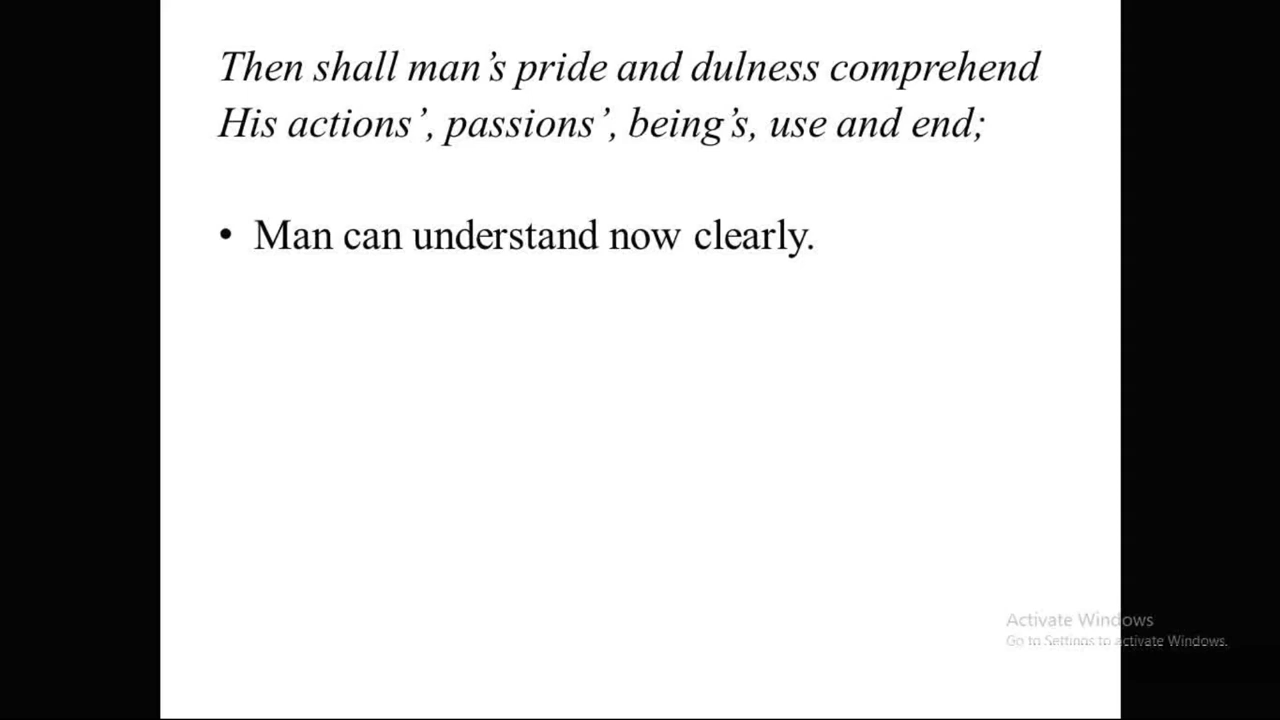 Then shall man’s pride and dulness comprehend
His actions’, passions’, being’s, use and end;
• Man can understand now clearly.
Activate Windows
Go to Settings to activate Windows.